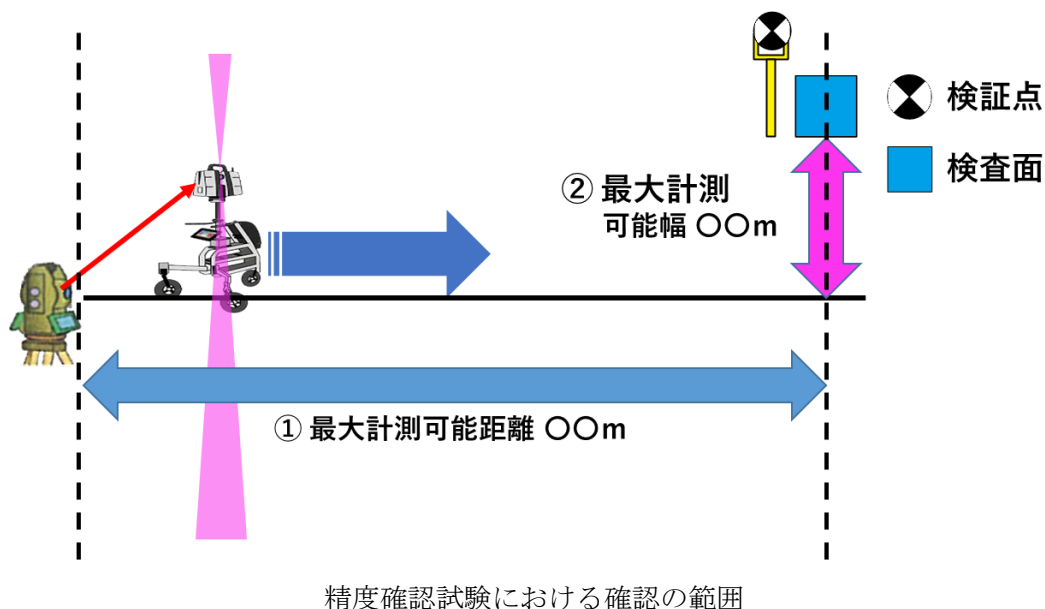 検証点
検査面
② 最大計測
可能幅 〇〇m
① 最大計測可能距離 〇〇m
精度確認試験における確認の範囲